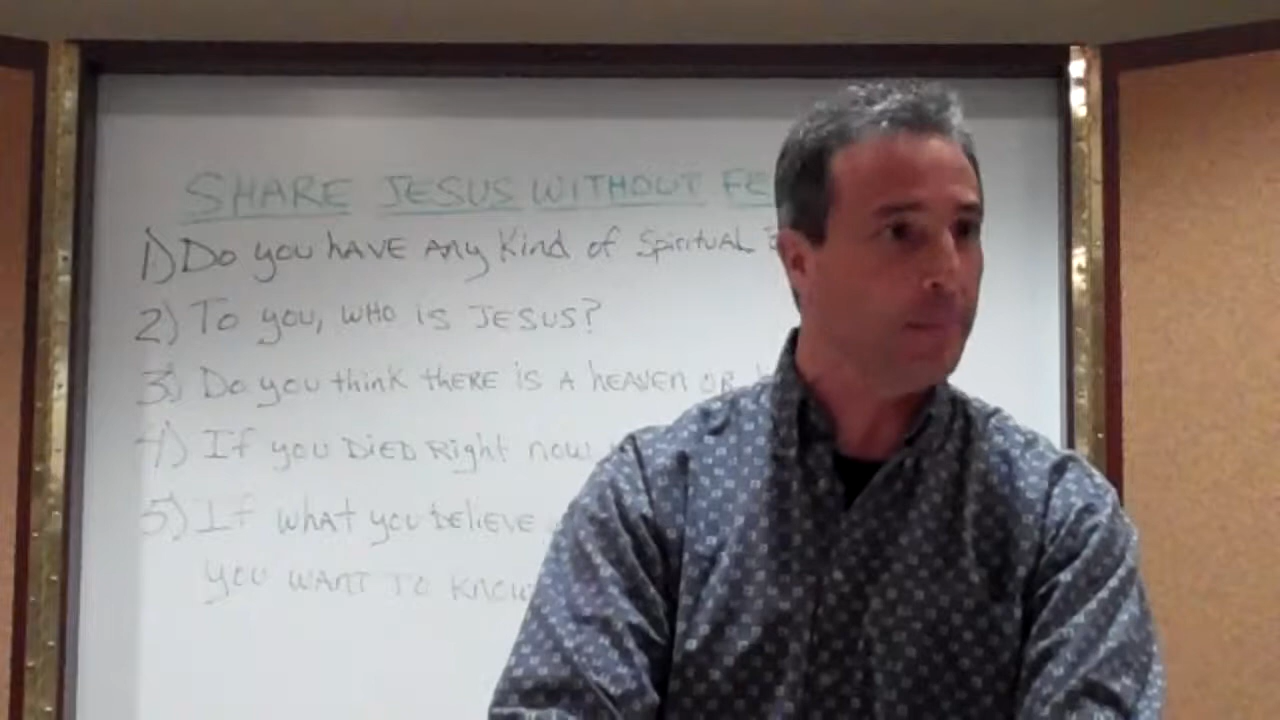 SHARE JESUS WITHOUT FE
1) Do you HAVE ANy Kind of SpirituAL
2) To you, WHO is JESUS?
3) Do you think tHERE is A HEAVEN OR
4) If you DiED Right now
5) If WHAT you bELIEVE
you WANT TO KNOW